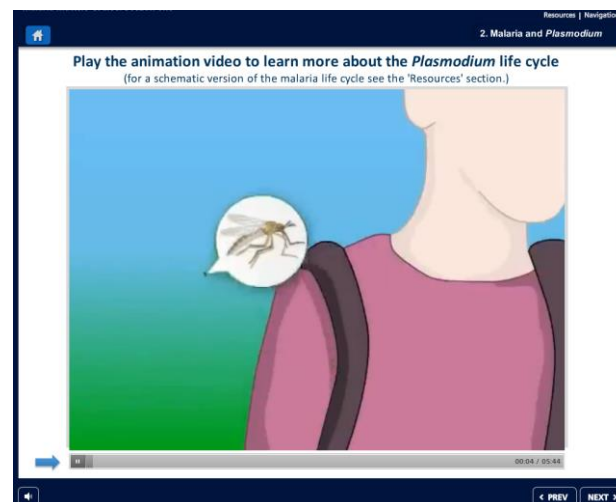 Resources | Navigation
2. Malaria and Plasmodium
Play the animation video to learn more about the Plasmodium life cycle
(for a schematic version of the malaria life cycle see the 'Resources' section.)
00:04 / 05:44
< PREV
NEXT >